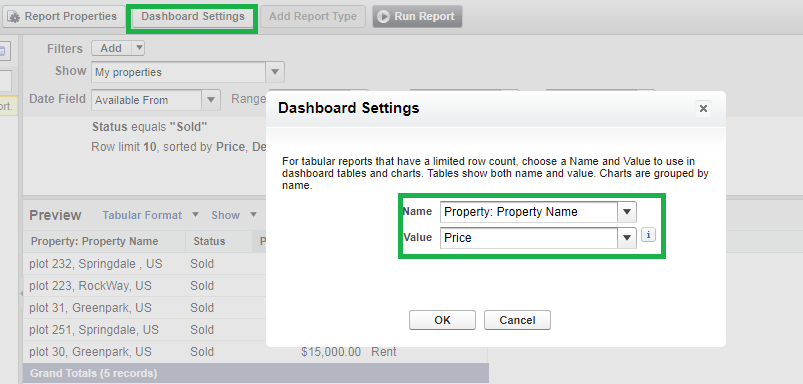 Report Properties Dashboard Settings Add Report Type Run Report
Filters Add
Show My properties
Date Field Available From Range
Status equals "Sold"
Row limit 10, sorted by Price, De
ort.
Dashboard Settings
For tabular reports that have a limited row count, choose a Name and Value to use in
dashboard tables and charts. Tables show both name and value. Charts are grouped by
name.
Name Property: Property Name
Value Price
i
OK Cancel
Preview Tabular Format Show
Property: Property Name Status P
plot 232, Springdale , US Sold
plot 223, RockWay, US Sold
plot 31, Greenpark, US Sold
plot 251, Springdale, US Sold
plot 30, Greenpark, US Sold $15,000.00 Rent
Grand Totals (5 records)